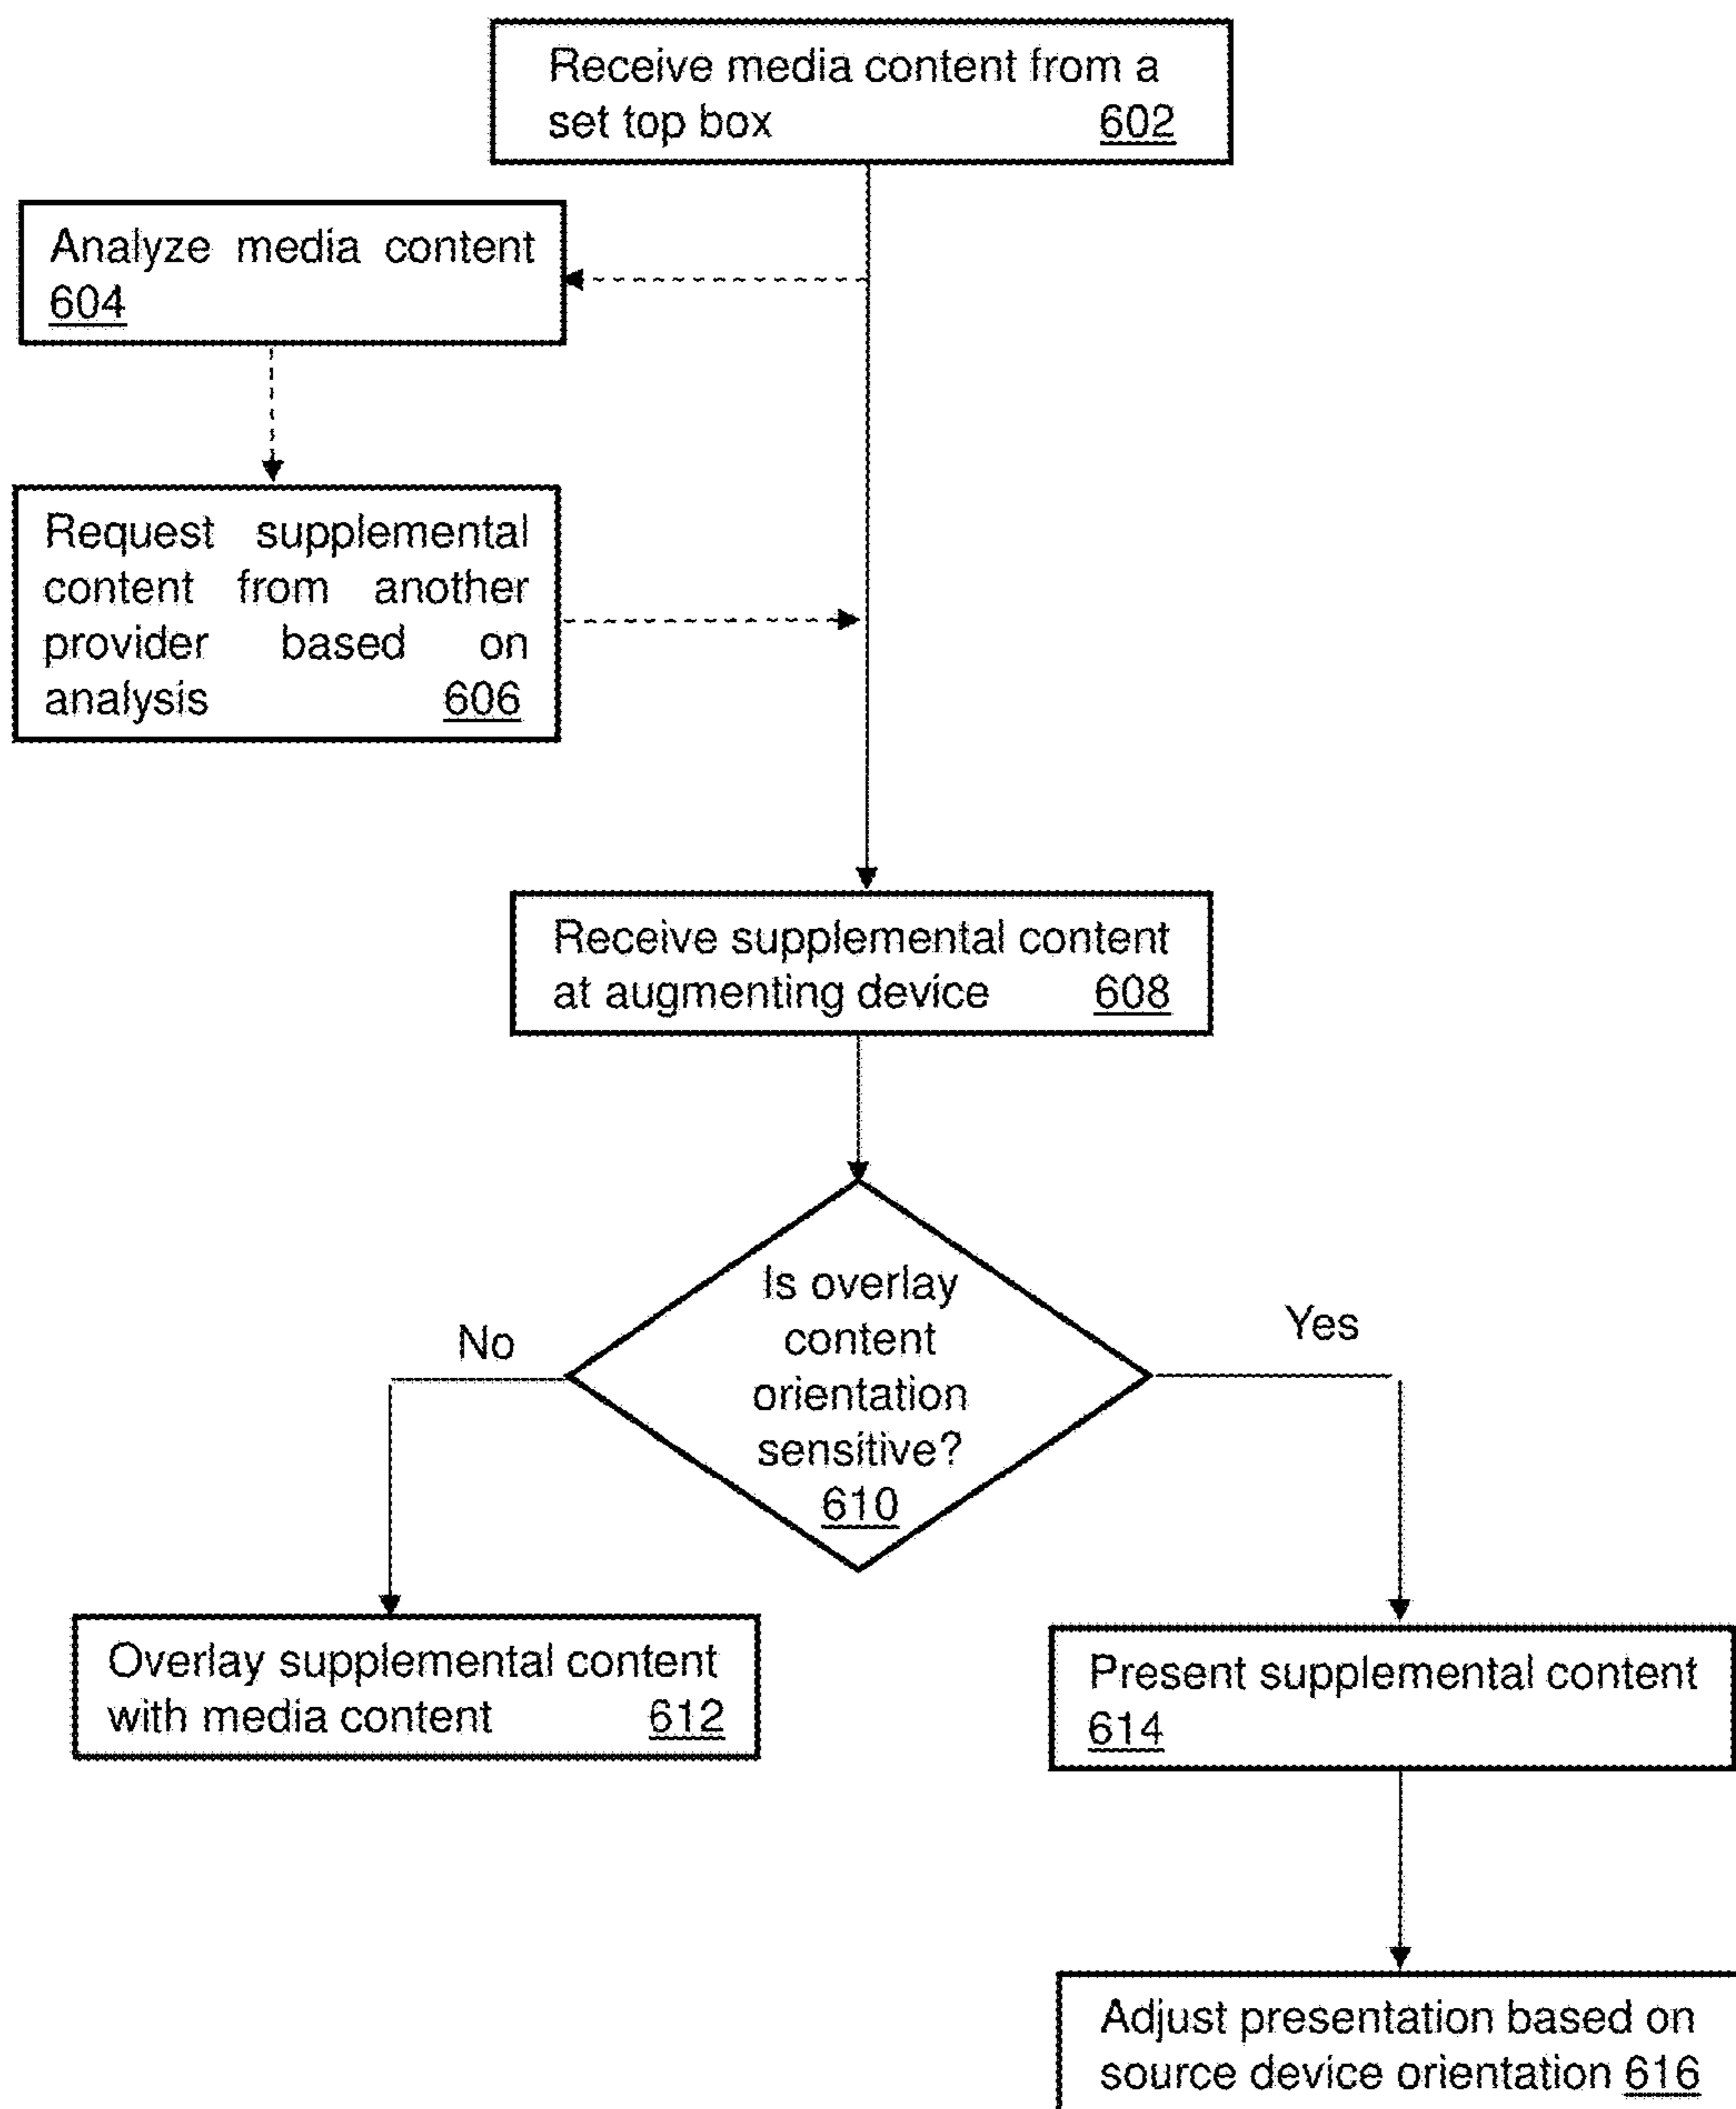 Receive media content from a
set top box 602
Analyze media content
604
Request supplemental
content from another
provider based on
analysis 606
Receive supplemental content
at augmenting device 608
Is overlay
content
orientation
sensitive?
610
No
Yes
Overlay supplemental content
with media content 612
Present supplemental content
614
Adjust presentation based on
source device orientation 616